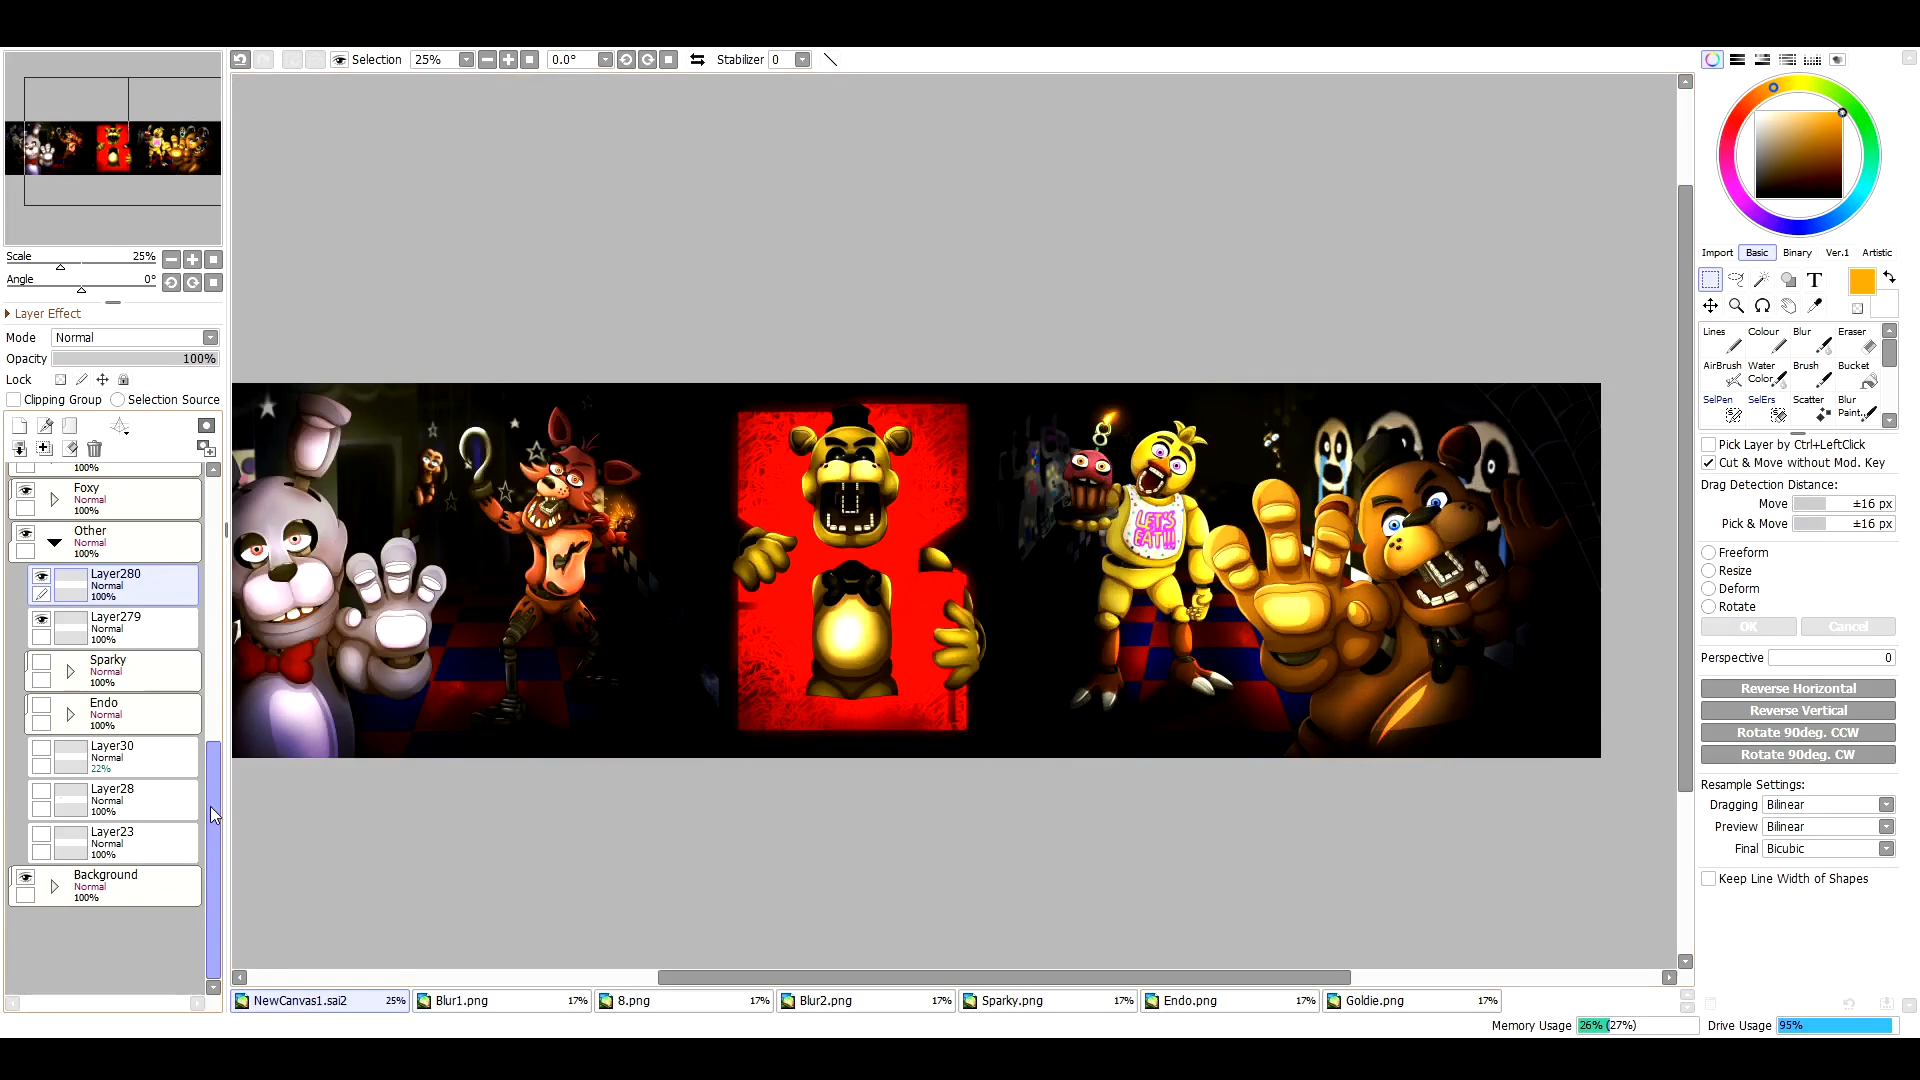 Selection 25% 0.0° Stabilizer 0
Scale 25%
Angle 0°
Layer Effect
Mode Normal
Opacity 100%
Lock
Clipping Group Selection Source
100%
Foxy
Normal
100%
Other
Normal
100%
Layer280
Normal
100%
Layer279
Normal
100%
Sparky
Normal
100%
Endo
Normal
100%
Layer30
Normal
22%
Layer28
Normal
100%
Layer23
Normal
100%
Background
Normal
100%
8
LET'S
EAT!!!
NewCanvas1.sai2 25% Blur1.png 17% 8.png 17% Blur2.png 17% Sparky.png 17% Endo.png 17% Goldie.png 17%
Import Basic Binary Ver.1 Artistic
T
Lines Colour Blur Eraser
AirBrush Water Color Brush Bucket
SelPen SelErs Scatter Blur Paint..
Pick Layer by Ctrl+LeftClick
Cut & Move without Mod. Key
Drag Detection Distance:
Move ±16 px
Pick & Move ±16 px
Freeform
Resize
Deform
Rotate
OK Cancel
Perspective 0
Reverse Horizontal
Reverse Vertical
Rotate 90deg. CCW
Rotate 90deg. CW
Resample Settings:
Dragging Bilinear
Preview Bilinear
Final Bicubic
Keep Line Width of Shapes
Memory Usage 26% (27%) Drive Usage 95%